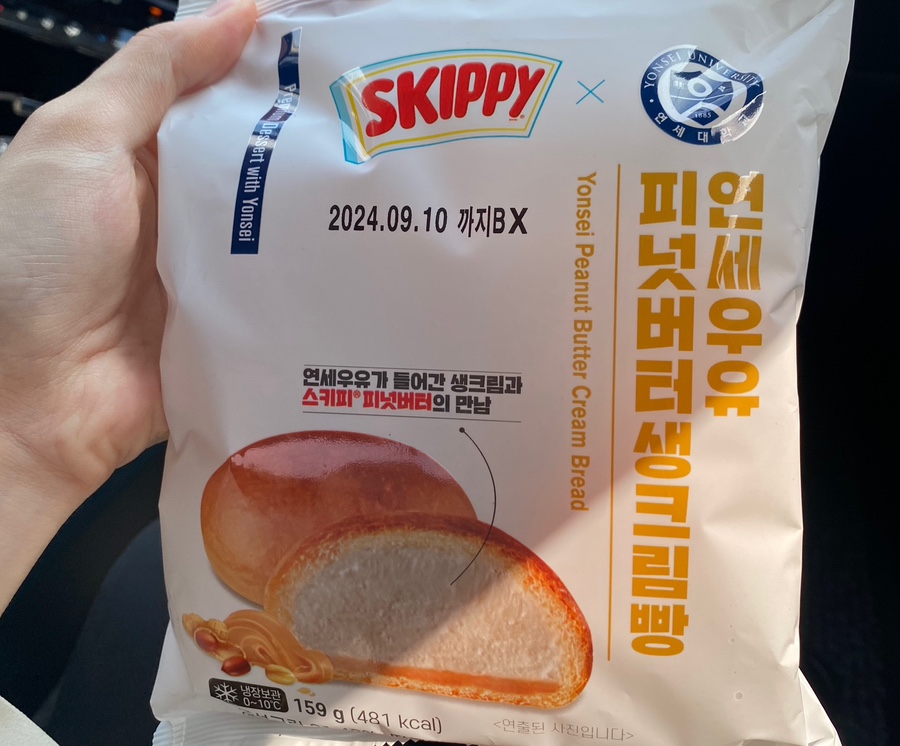 SKIPPY
YONSEI UNIVERSITY
1885
연세대학교
Dessert with Yonsei
2024.09.10 까지BX
연세우유
피넛버터생크림빵
Yonsei Peanut Butter Cream Bread
연세우유가 들어간 생크림과
스키피® 피넛버터의 만남
냉장보관
0~10℃
159 g (481 kcal)
<연출된 사진입니다>